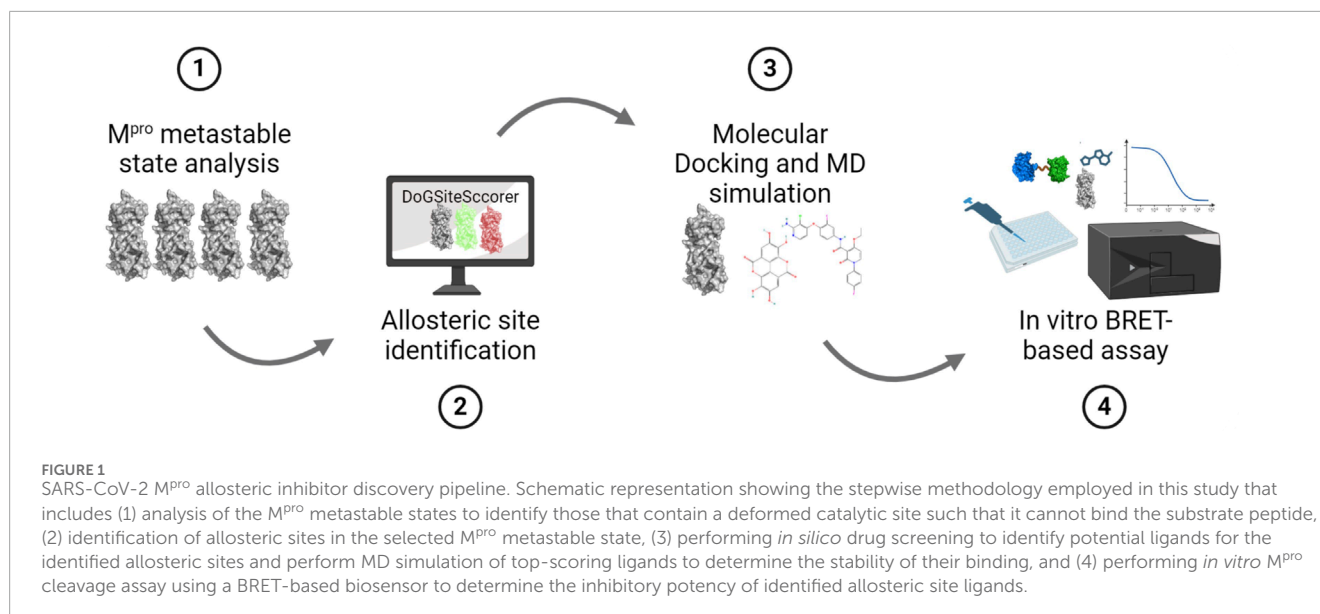 1
Mpro metastable
state analysis
DoGSiteSccorer
Allosteric site
identification
2
3
Molecular
Docking and MD
simulation
In vitro BRET-
based assay
4
FIGURE 1
SARS-CoV-2 Mpro allosteric inhibitor discovery pipeline. Schematic representation showing the stepwise methodology employed in this study that
includes (1) analysis of the Mpro metastable states to identify those that contain a deformed catalytic site such that it cannot bind the substrate peptide,
(2) identification of allosteric sites in the selected Mpro metastable state, (3) performing in silico drug screening to identify potential ligands for the
identified allosteric sites and perform MD simulation of top-scoring ligands to determine the stability of their binding, and (4) performing in vitro Mpro
cleavage assay using a BRET-based biosensor to determine the inhibitory potency of identified allosteric site ligands.